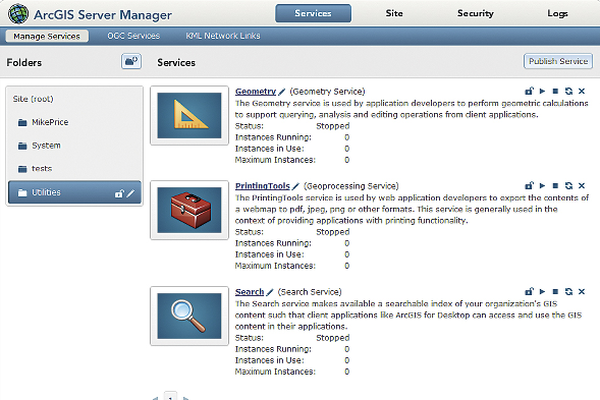 ArcGIS Server Manager
Services
Site
Security
Logs
Manage Services
OGC Services
KML Network Links
Folders
Services
Publish Service
Site (root)
MikePrice
System
tests
Utilities
Geometry (Geometry Service)
The Geometry service is used by application developers to perform geometric calculations
to support querying, analysis and editing operations from client applications.
Status: Stopped
Instances Running: 0
Instances in Use: 0
Maximum Instances: 0
PrintingTools (Geoprocessing Service)
The PrintingTools service is used by web application developers to export the contents of
a webmap to pdf, jpeg, png or other formats. This service is generally used in the
context of providing applications with printing functionality.
Status: Stopped
Instances Running: 0
Instances in Use: 0
Maximum Instances: 0
Search (Search Service)
The Search service makes available a searchable index of your organization's GIS
content such that client applications like ArcGIS for Desktop can access and use the GIS
content in their applications.
Status: Stopped
Instances Running: 0
Instances in Use: 0
Maximum Instances: 0
1